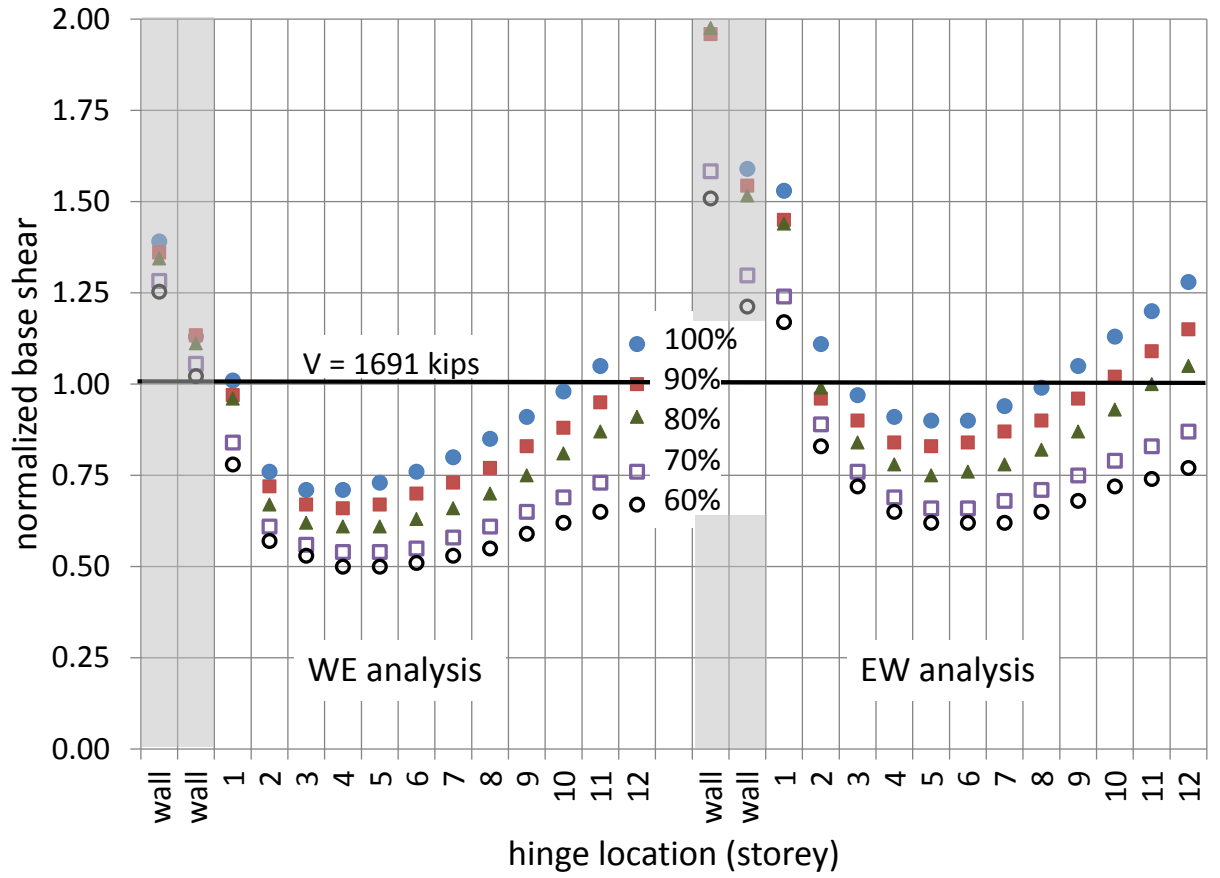 2.00
1.75
1.50
1.25
1.00
0.75
0.50
0.25
0.00
normalized base shear
V = 1691 kips
100%
90%
80%
70%
60%
WE analysis
EW analysis
wall wall 1 2 3 4 5 6 7 8 9 10 11 12 wall wall 1 2 3 4 5 6 7 8 9 10 11 12
hinge location (storey)